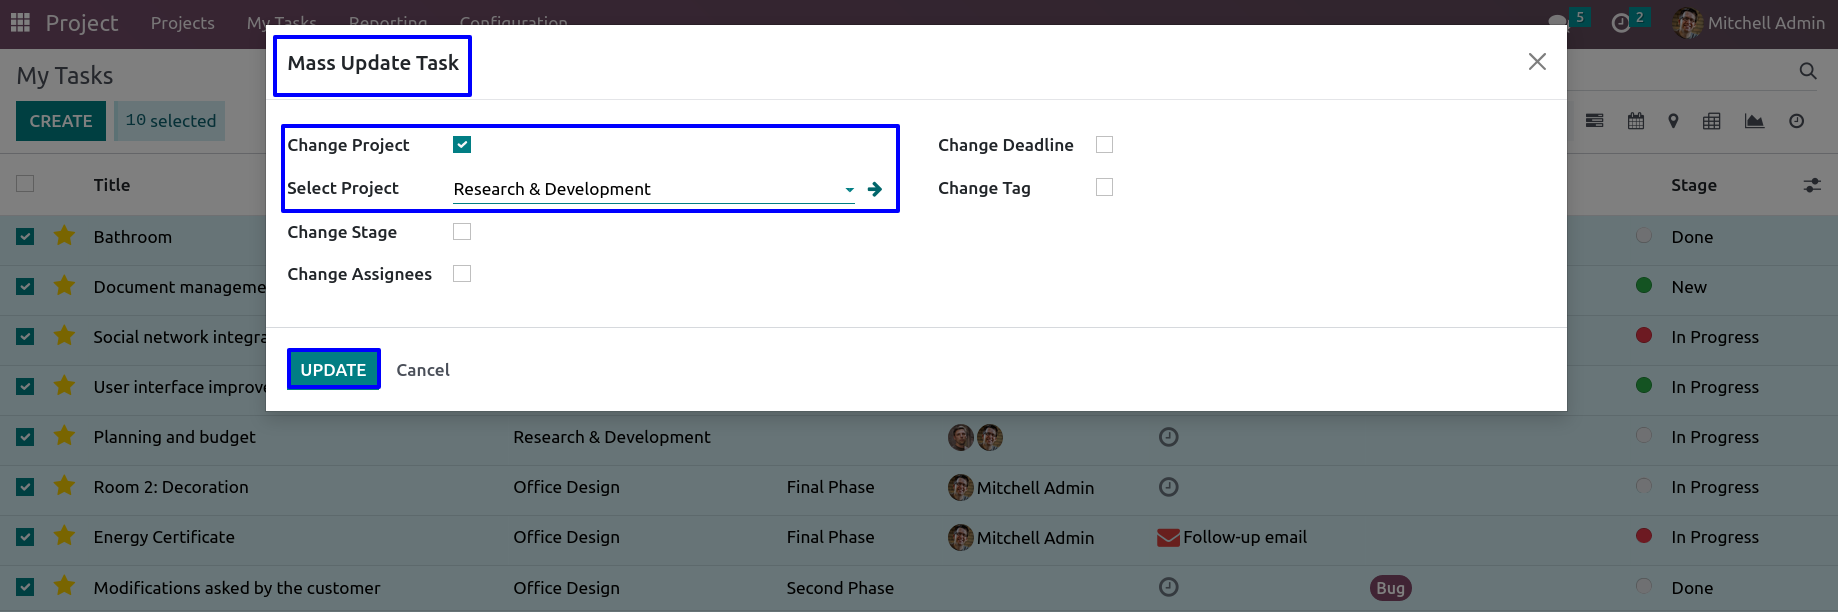 Project Projects My Tasks Reporting Configuration 5 2 Mitchell Admin
My Tasks
CREATE 10 selected
Mass Update Task
Change Project
Select Project Research & Development
Change Stage
Change Assignees
Change Deadline
Change Tag
UPDATE Cancel
Title Stage
Bathroom Done
Document manageme New
Social network integra In Progress
User interface improve In Progress
Planning and budget Research & Development In Progress
Room 2: Decoration Office Design Final Phase Mitchell Admin In Progress
Energy Certificate Office Design Final Phase Mitchell Admin Follow-up email In Progress
Modifications asked by the customer Office Design Second Phase Bug Done